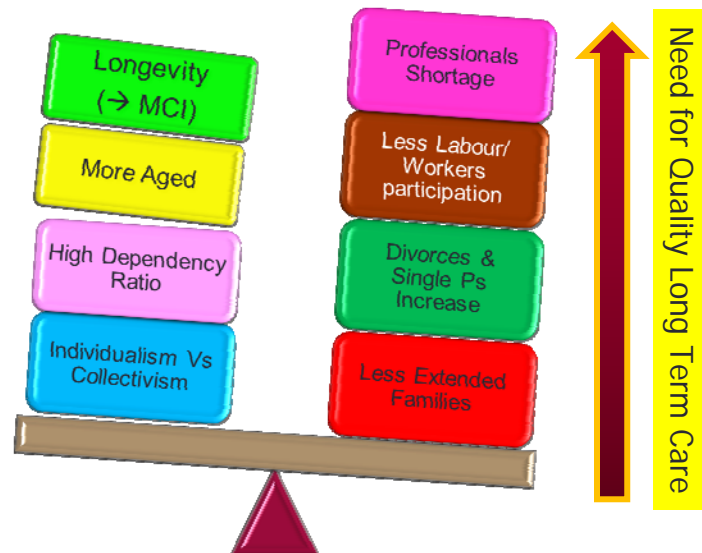 Longevity
(→ MCI)
More Aged
High Dependency
Ratio
Individualism Vs
Collectivism
Professionals
Shortage
Less Labour/
Workers
participation
Divorces &
Single Ps
Increase
Less Extended
Families
Need for Quality Long Term Care